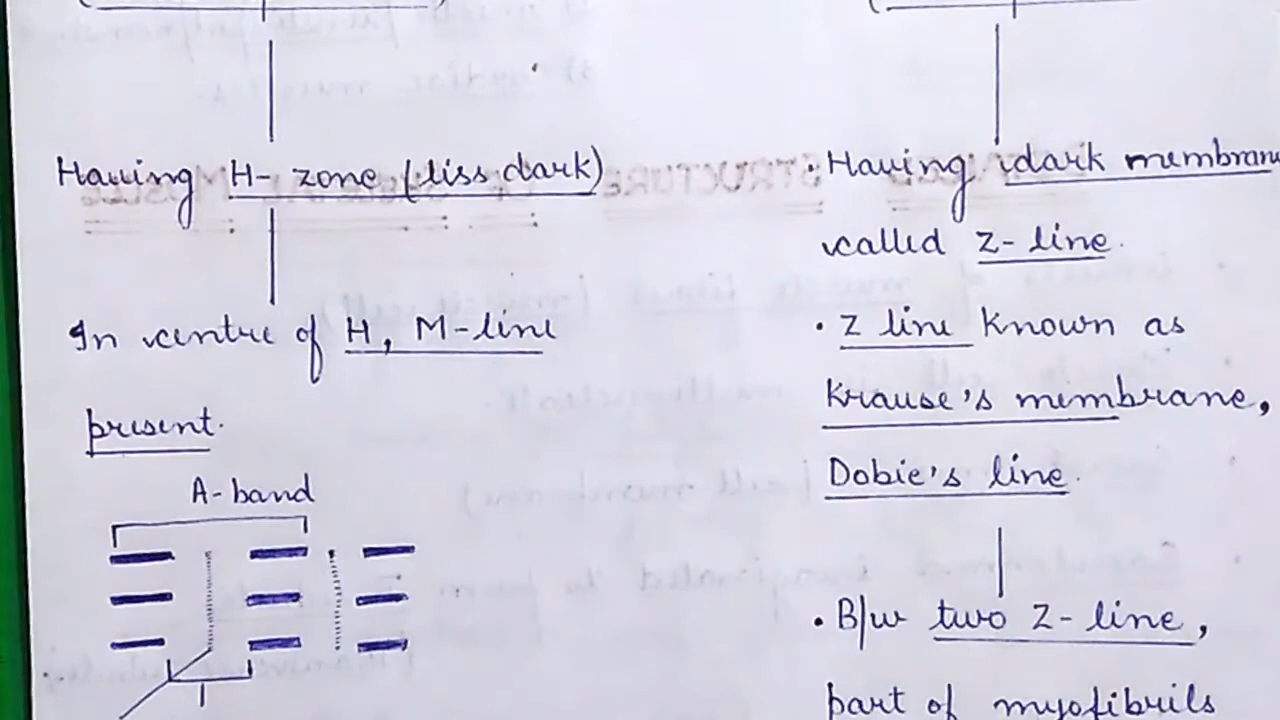 Having H- zone (liss dark)
In centre of H, M-line
present.
A-band
· Having dark membrane
called Z- line.
· Z line Known as
Krause's membrane,
Dobie's line.
· B/w two Z- line,
part of myofibrils